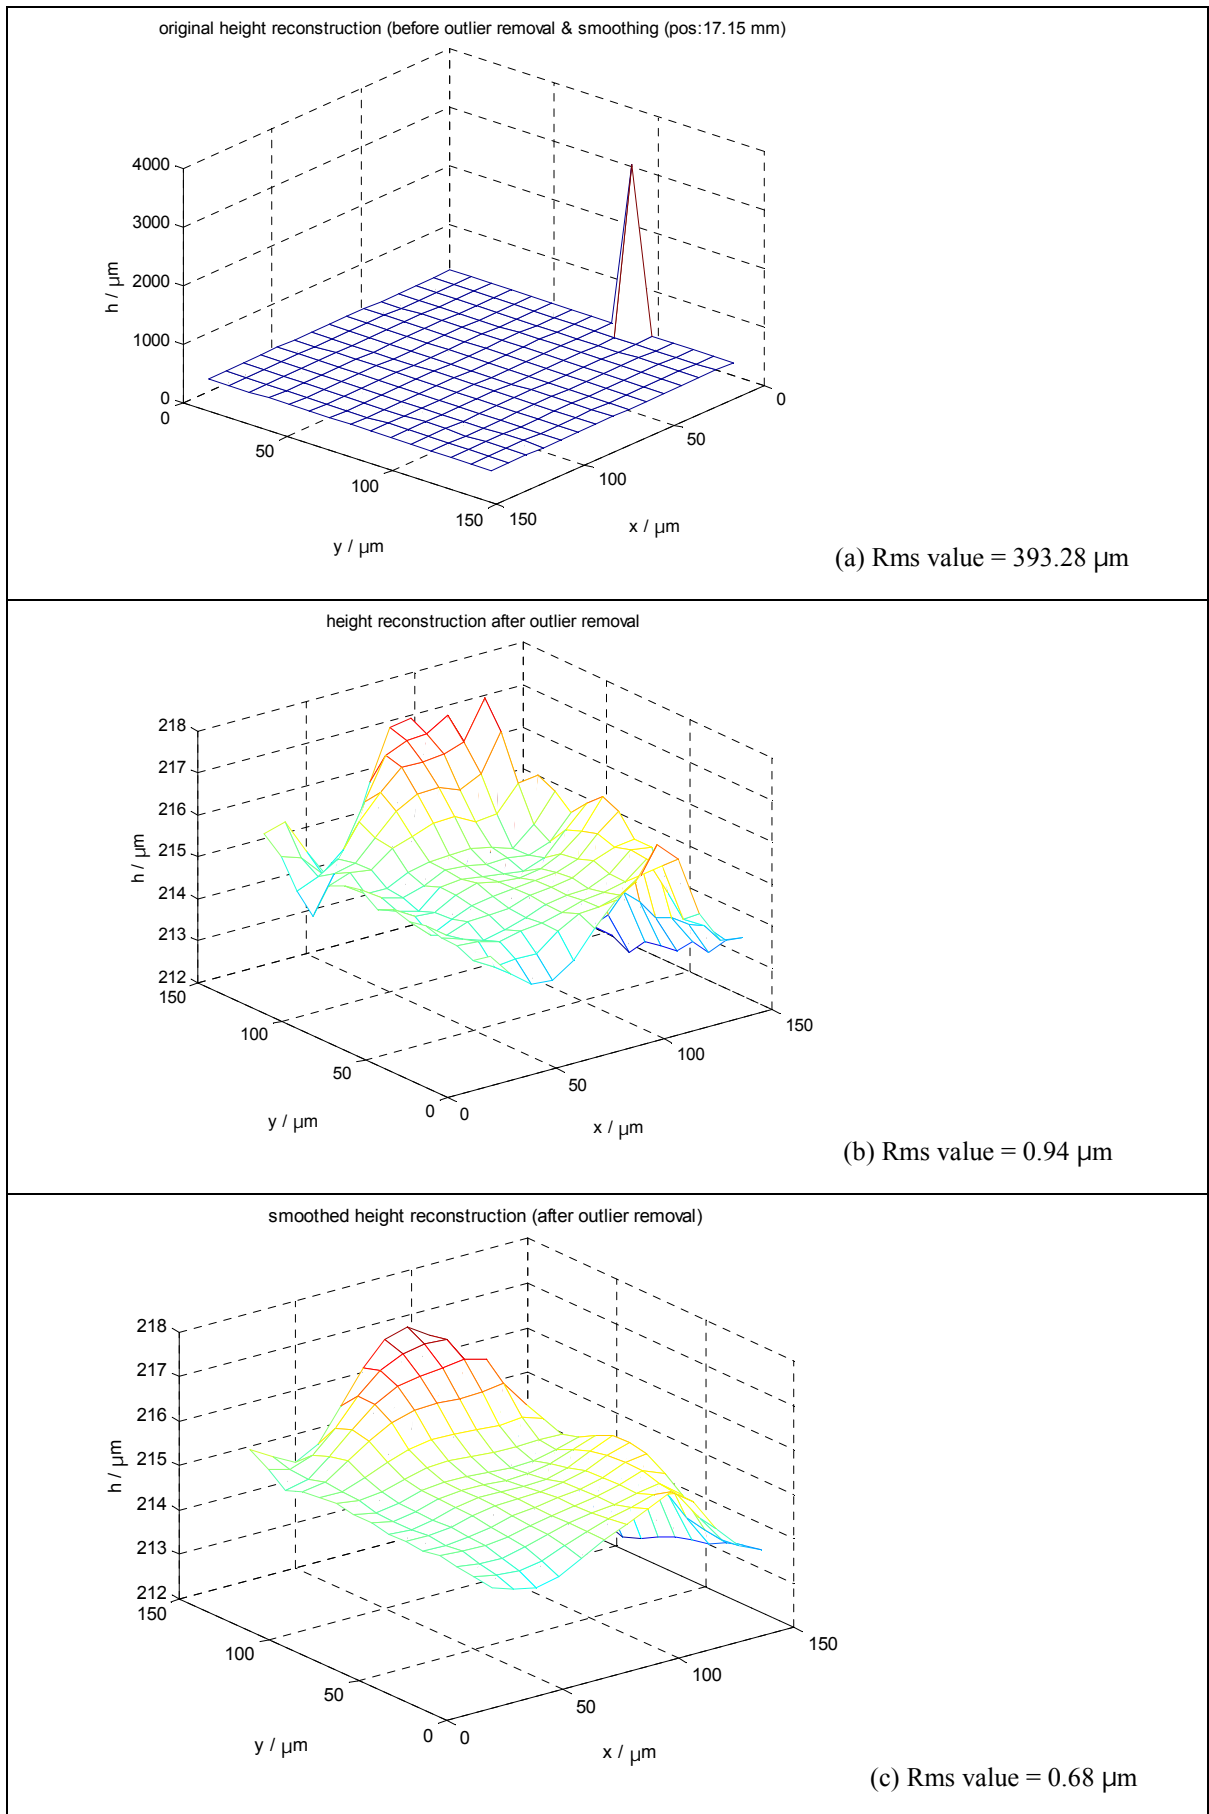 original height reconstruction (before outlier removal & smoothing (pos:17.15 mm)
4000
3000
2000
1000
0
h / µm
0
50
100
150
y / µm
150
100
50
0
x / µm
(a) Rms value = 393.28 µm
height reconstruction after outlier removal
218
217
216
215
214
213
212
h / µm
150
100
50
0
y / µm
0
50
100
150
x / µm
(b) Rms value = 0.94 µm
smoothed height reconstruction (after outlier removal)
218
217
216
215
214
213
212
h / µm
150
100
50
0
y / µm
0
50
100
150
x / µm
(c) Rms value = 0.68 µm